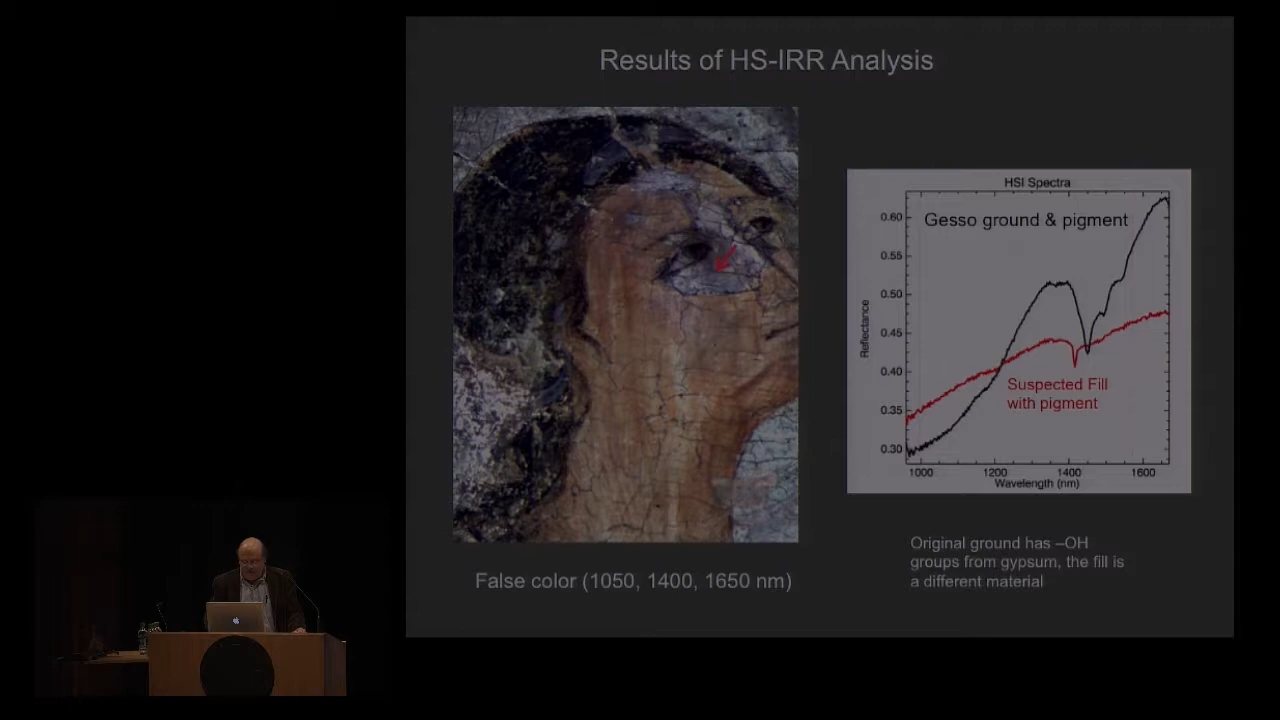 Results of HS-IRR Analysis
HSI Spectra
Gesso ground & pigment
0.60
0.55
0.50
0.45
0.40
0.35
0.30
Reflectance
Suspected Fill
with pigment
1000
1200
1400
1600
Wavelength (nm)
False color (1050, 1400, 1650 nm)
Original ground has –OH
groups from gypsum, the fill is
a different material